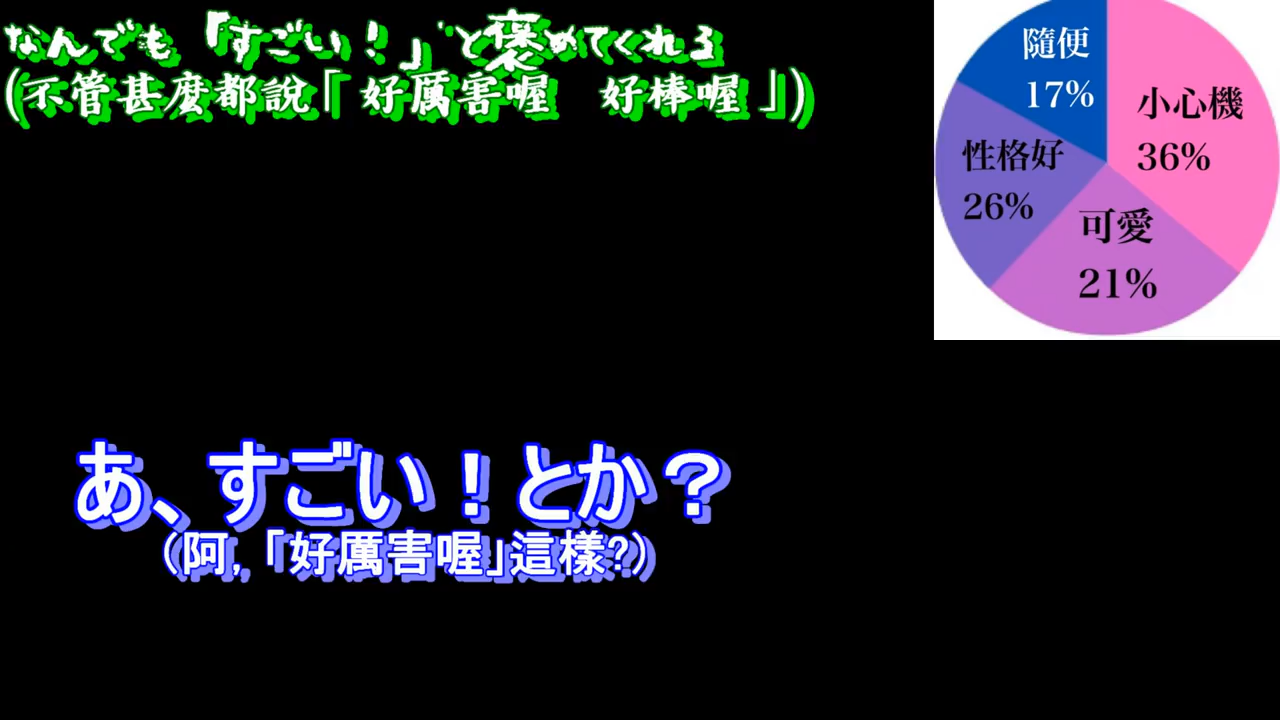 なんでも「すごい！」と褒めてくれる
(不管甚麼都說「好厲害喔　好棒喔」)
隨便
17%
小心機
36%
性格好
26%
可愛
21%
あ、すごい！とか？
(阿,「好厲害喔」這樣?)